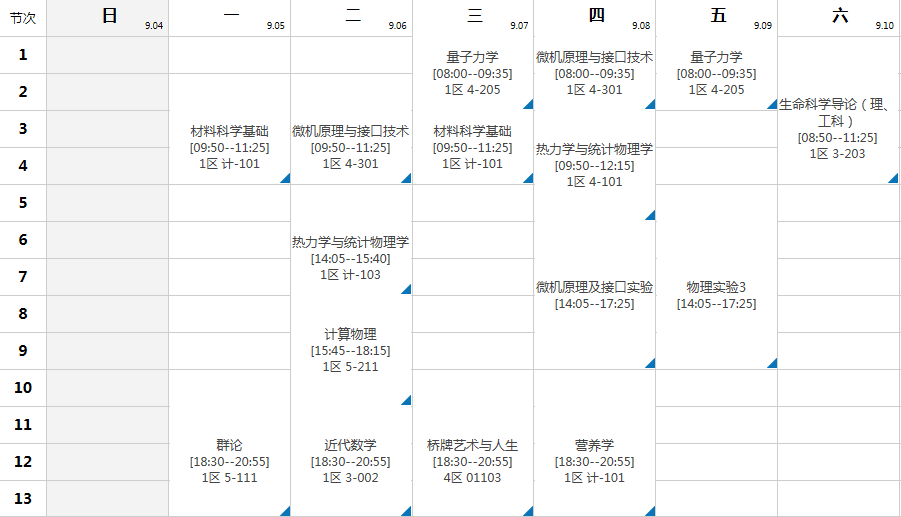 节次 日 9.04 一 9.05 二 9.06 三 9.07 四 9.08 五 9.09 六 9.10
1
2
3
4
5
6
7
8
9
10
11
12
13
材料科学基础
[09:50--11:25]
1区 计-101
群论
[18:30--20:55]
1区 5-111
微机原理与接口技术
[09:50--11:25]
1区 4-301
热力学与统计物理学
[14:05--15:40]
1区 计-103
计算物理
[15:45--18:15]
1区 5-211
近代数学
[18:30--20:55]
1区 3-002
量子力学
[08:00--09:35]
1区 4-205
材料科学基础
[09:50--11:25]
1区 计-101
桥牌艺术与人生
[18:30--20:55]
4区 01103
微机原理与接口技术
[08:00--09:35]
1区 4-301
热力学与统计物理学
[09:50--12:15]
1区 4-101
微机原理及接口实验
[14:05--17:25]
营养学
[18:30--20:55]
1区 计-101
量子力学
[08:00--09:35]
1区 4-205
物理实验3
[14:05--17:25]
生命科学导论（理、
工科）
[08:50--11:25]
1区 3-203